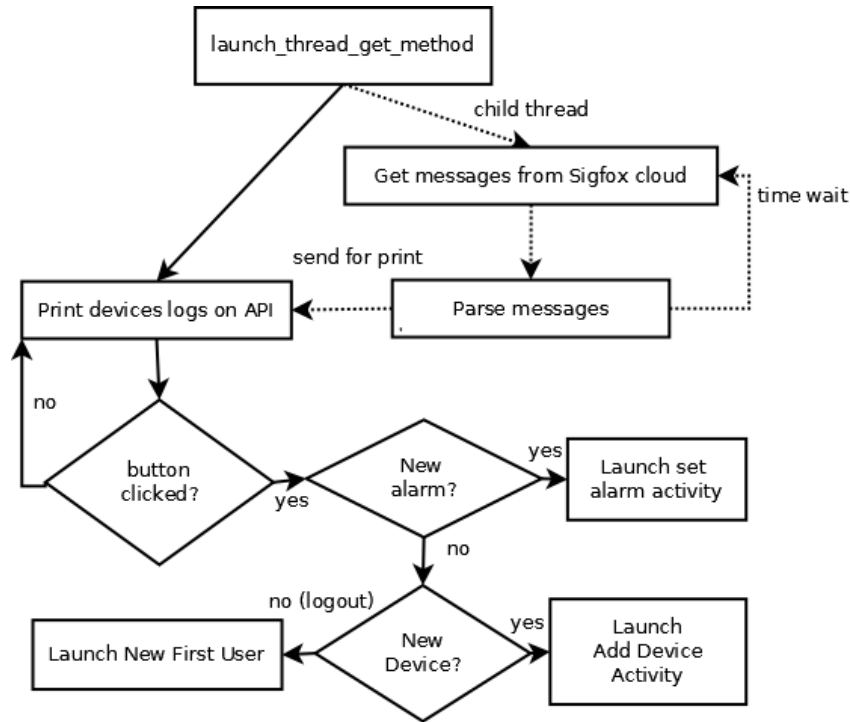 launch_thread_get_method
child thread
Get messages from Sigfox cloud
time wait
send for print
Print devices logs on API
Parse messages
no
button
clicked?
yes
New
alarm?
yes
Launch set
alarm activity
no
no (logout)
Launch New First User
New
Device?
yes
Launch
Add Device
Activity